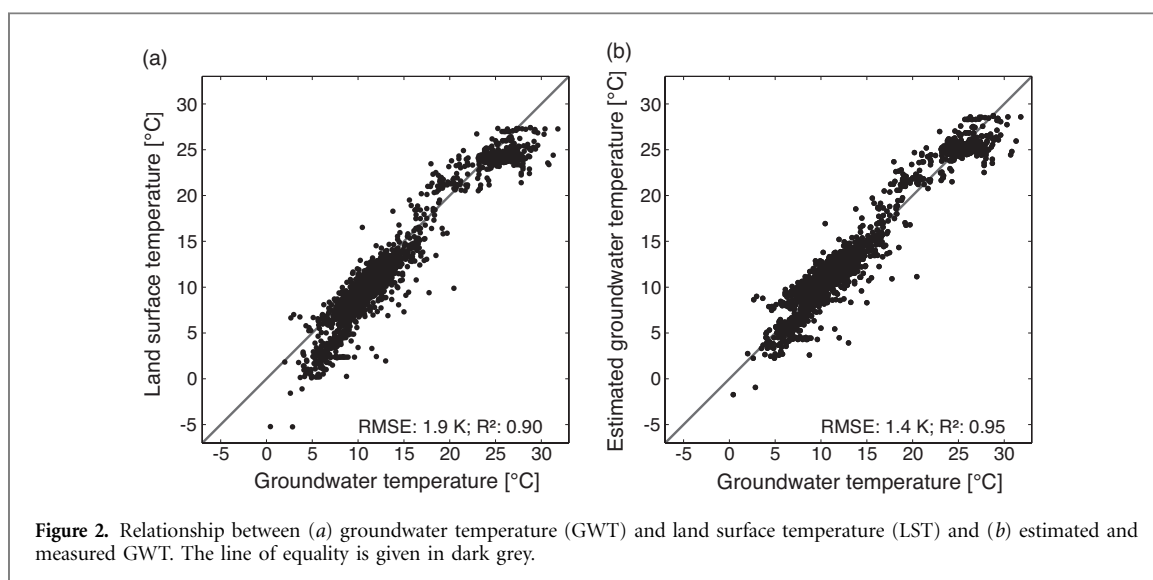 (a)
Land surface temperature [°C]
30
25
20
15
10
5
0
-5
RMSE: 1.9 K; R²: 0.90
-5 0 5 10 15 20 25 30
Groundwater temperature [°C]
(b)
Estimated groundwater temperature [°C]
30
25
20
15
10
5
0
-5
RMSE: 1.4 K; R²: 0.95
-5 0 5 10 15 20 25 30
Groundwater temperature [°C]
Figure 2. Relationship between (a) groundwater temperature (GWT) and land surface temperature (LST) and (b) estimated and
measured GWT. The line of equality is given in dark grey.